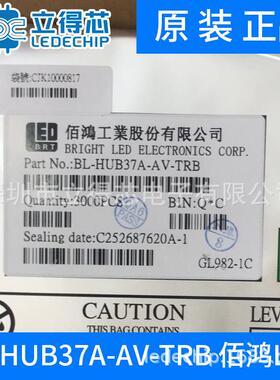 立得芯
LEDECHIP
原装正
袋號:CJK10000817
LED
BRT
佰鴻工業股份有限公司
BRIGHT LED ELECTRONICS CORP.
Part No.:BL-HUB37A-AV-TRB
Quantity:3000PCS
BIN:Q*C
Sealing date:C252687620A-1
GL982-1C
CAUTION
THIS BAG CONTAINS
LEV
HUB37A-AV-TRB 佰鸿